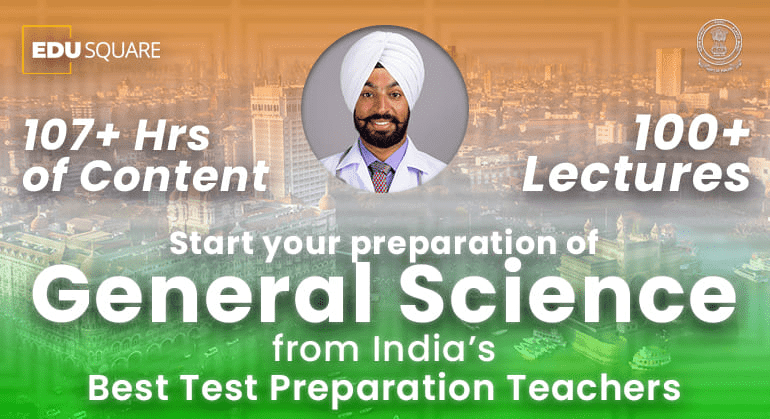 EDU SQUARE
107+ Hrs
of Content
100+
Lectures
Start your preparation of
General Science
from India's
Best Test Preparation Teachers